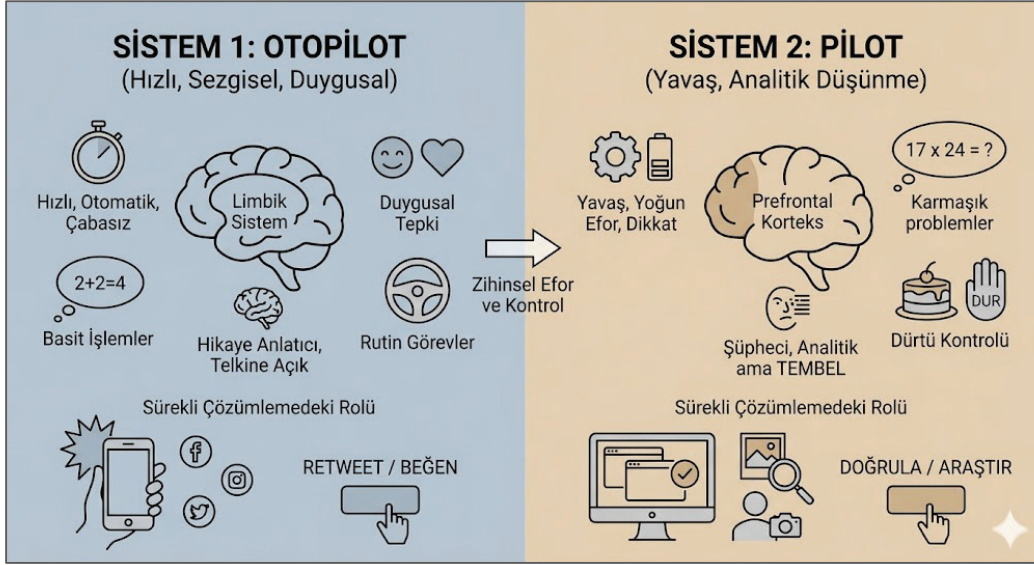 SİSTEM 1: OTOPİLOT
(Hızlı, Sezgisel, Duygusal)
Hızlı, Otomatik,
Çabasız
Limbik
Sistem
Duygusal
Tepki
2+2=4
Basit İşlemler
Hikaye Anlatıcı,
Telkine Açık
Rutin Görevler
Sürekli Çözümlemedeki Rolü
RETWEET / BEĞEN
Zihinsel Efor
ve Kontrol
SİSTEM 2: PİLOT
(Yavaş, Analitik Düşünme)
Yavaş, Yoğun
Efor, Dikkat
Prefrontal
Korteks
17 x 24 = ?
Karmaşık
problemler
Şüpheci, Analitik
ama TEMBEL
DUR
Dürtü Kontrolü
Sürekli Çözümlemedeki Rolü
DOĞRULA / ARAŞTIR